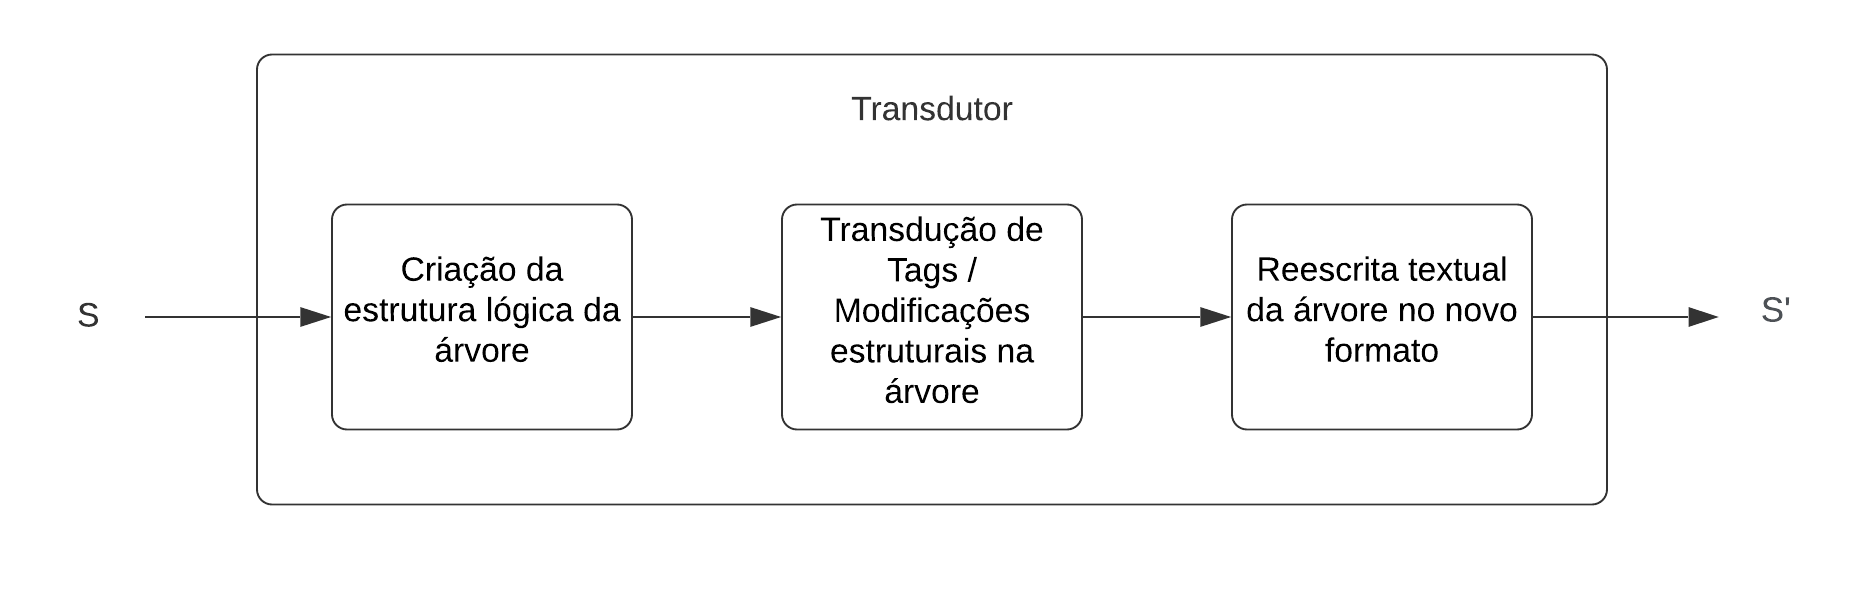 Transdutor
S
Criação da
estrutura lógica da
árvore
Transdução de
Tags /
Modificações
estruturais na
árvore
Reescrita textual
da árvore no novo
formato
S'